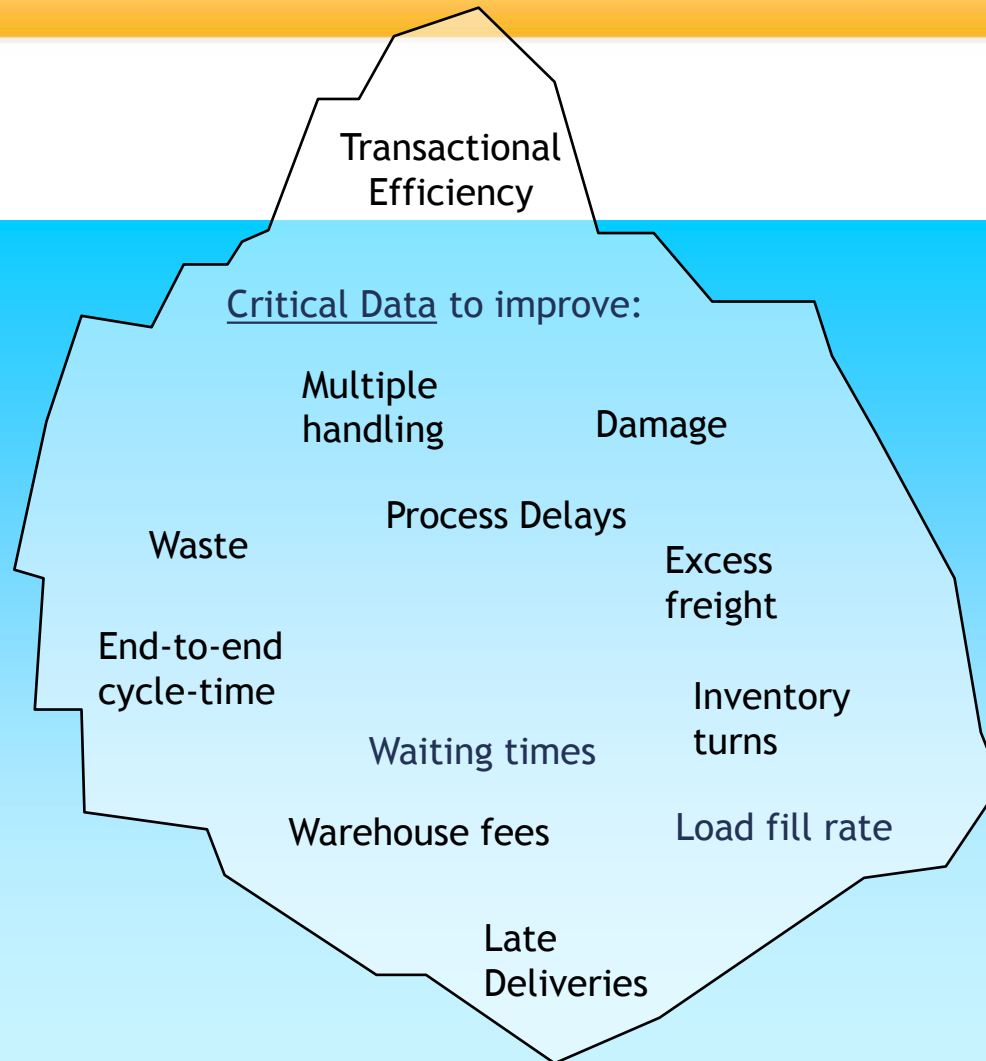 Transactional
Efficiency
Critical Data to improve:
Multiple
handling
Damage
Process Delays
Waste
Excess
freight
End-to-end
cycle-time
Inventory
turns
Waiting times
Warehouse fees
Load fill rate
Late
Deliveries